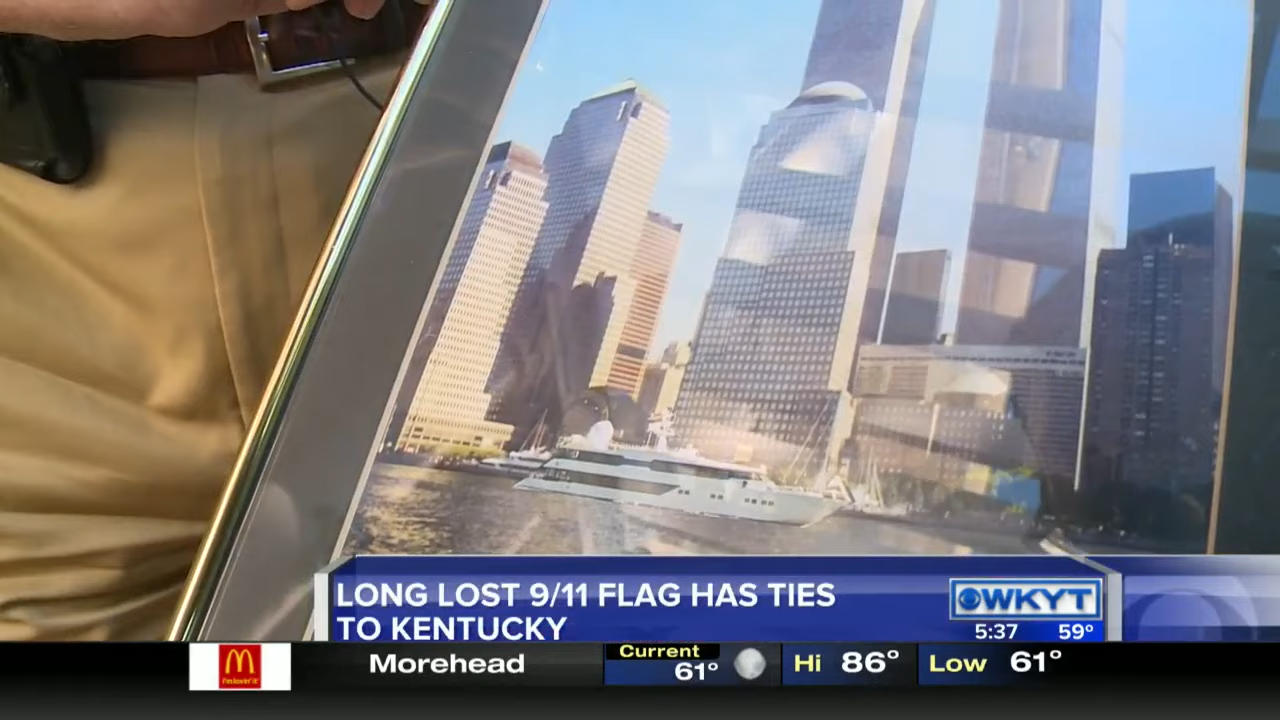 LONG LOST 9/11 FLAG HAS TIES
TO KENTUCKY
WKYT
5:37 59°
i'm lovin' it
Morehead
Current
61°
Hi 86°
Low 61°